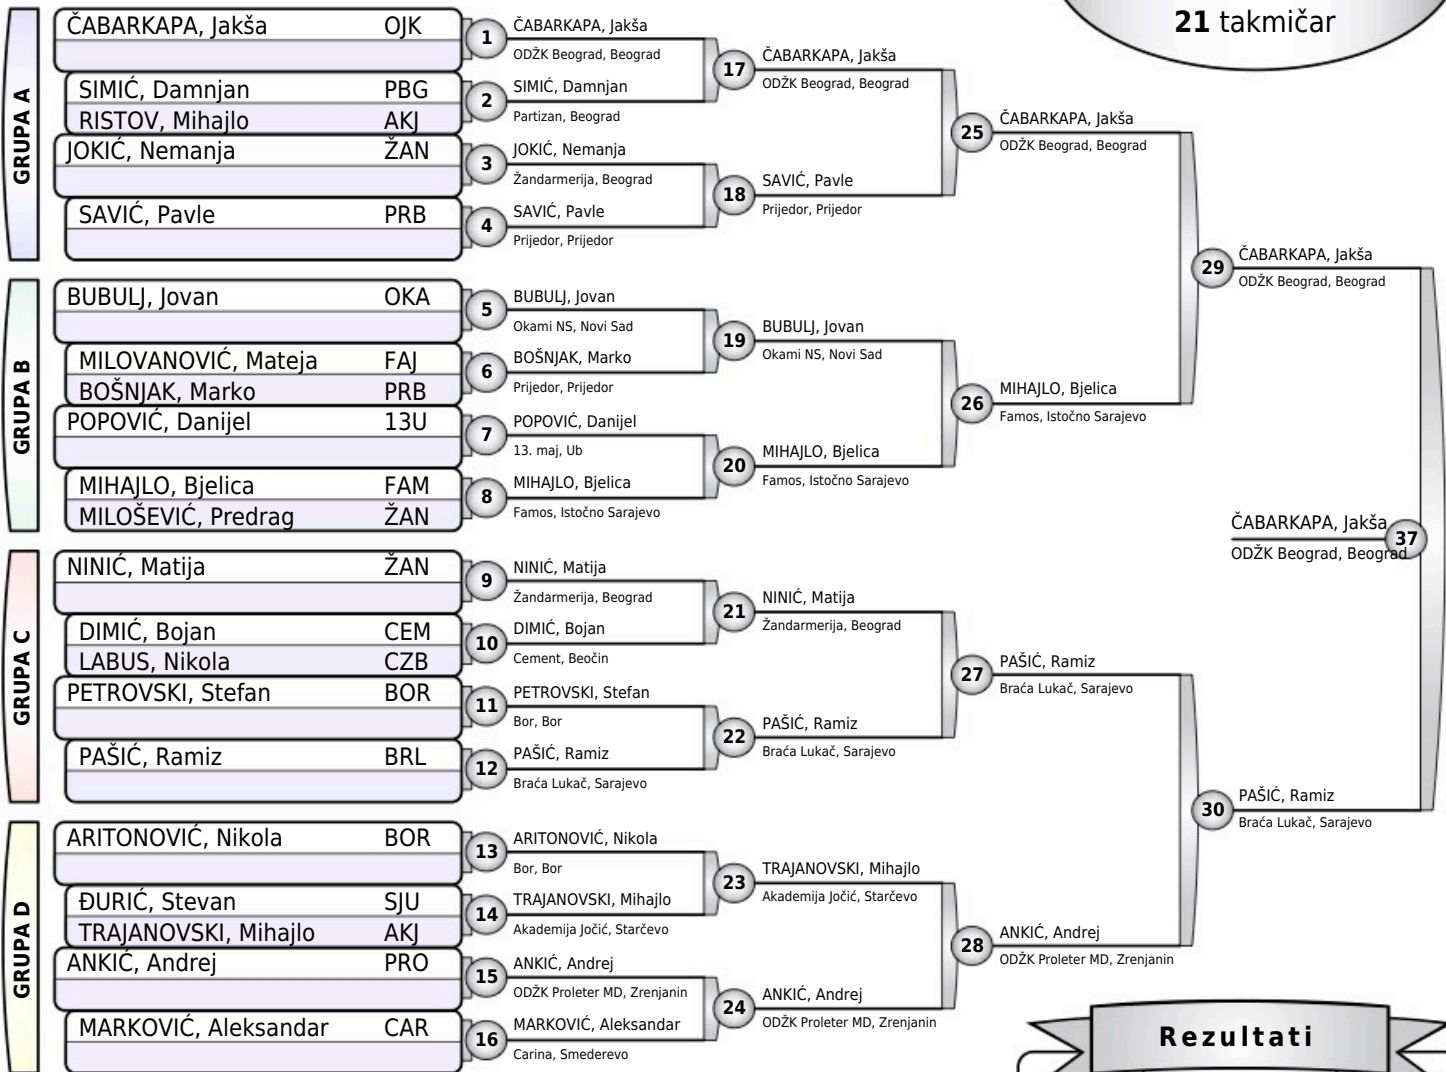 21 takmičar
GRUPA A
ČABARKAPA, Jakša OJK
SIMIĆ, Damnjan PBG
RISTOV, Mihajlo AKJ
JOKIĆ, Nemanja ŽAN
SAVIĆ, Pavle PRB
1
ČABARKAPA, Jakša
ODŽK Beograd, Beograd
2
SIMIĆ, Damnjan
Partizan, Beograd
3
JOKIĆ, Nemanja
Žandarmerija, Beograd
4
SAVIĆ, Pavle
Prijedor, Prijedor
17
ČABARKAPA, Jakša
ODŽK Beograd, Beograd
18
SAVIĆ, Pavle
Prijedor, Prijedor
25
ČABARKAPA, Jakša
ODŽK Beograd, Beograd
GRUPA B
BUBULJ, Jovan OKA
MILOVANOVIĆ, Mateja FAJ
BOŠNJAK, Marko PRB
POPOVIĆ, Danijel 13U
MIHAJLO, Bjelica FAM
MILOŠEVIĆ, Predrag ŽAN
5
BUBULJ, Jovan
Okami NS, Novi Sad
6
BOŠNJAK, Marko
Prijedor, Prijedor
7
POPOVIĆ, Danijel
13. maj, Ub
8
MIHAJLO, Bjelica
Famos, Istočno Sarajevo
19
BUBULJ, Jovan
Okami NS, Novi Sad
20
MIHAJLO, Bjelica
Famos, Istočno Sarajevo
26
MIHAJLO, Bjelica
Famos, Istočno Sarajevo
29
ČABARKAPA, Jakša
ODŽK Beograd, Beograd
GRUPA C
NINIĆ, Matija ŽAN
DIMIĆ, Bojan CEM
LABUS, Nikola CZB
PETROVSKI, Stefan BOR
PAŠIĆ, Ramiz BRL
9
NINIĆ, Matija
Žandarmerija, Beograd
10
DIMIĆ, Bojan
Cement, Beočin
11
PETROVSKI, Stefan
Bor, Bor
12
PAŠIĆ, Ramiz
Braća Lukač, Sarajevo
21
NINIĆ, Matija
Žandarmerija, Beograd
22
PAŠIĆ, Ramiz
Braća Lukač, Sarajevo
27
PAŠIĆ, Ramiz
Braća Lukač, Sarajevo
GRUPA D
ARITONOVIĆ, Nikola BOR
ĐURIĆ, Stevan SJU
TRAJANOVSKI, Mihajlo AKJ
ANKIĆ, Andrej PRO
MARKOVIĆ, Aleksandar CAR
13
ARITONOVIĆ, Nikola
Bor, Bor
14
TRAJANOVSKI, Mihajlo
Akademija Jočić, Starčevo
15
ANKIĆ, Andrej
ODŽK Proleter MD, Zrenjanin
16
MARKOVIĆ, Aleksandar
Carina, Smederevo
23
TRAJANOVSKI, Mihajlo
Akademija Jočić, Starčevo
24
ANKIĆ, Andrej
ODŽK Proleter MD, Zrenjanin
28
ANKIĆ, Andrej
ODŽK Proleter MD, Zrenjanin
30
PAŠIĆ, Ramiz
Braća Lukač, Sarajevo
ČABARKAPA, Jakša
37
ODŽK Beograd, Beograd
Rezultati